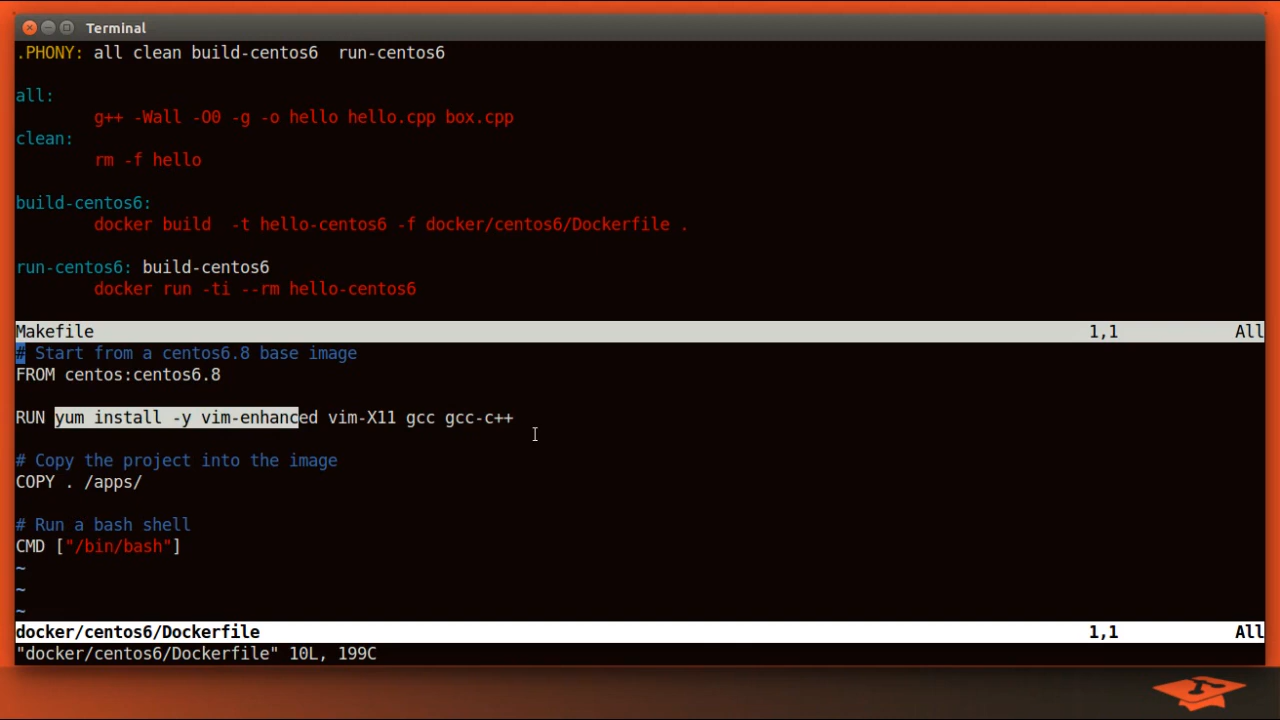 Terminal
.PHONY: all clean build-centos6  run-centos6
all:
        g++ -Wall -O0 -g -o hello hello.cpp box.cpp
clean:
        rm -f hello
build-centos6:
        docker build  -t hello-centos6 -f docker/centos6/Dockerfile .
run-centos6: build-centos6
        docker run -ti --rm hello-centos6
Makefile 1,1 All
# Start from a centos6.8 base image
FROM centos:centos6.8
RUN yum install -y vim-enhanced vim-X11 gcc gcc-c++
# Copy the project into the image
COPY . /apps/
# Run a bash shell
CMD ["/bin/bash"]
~
~
~
docker/centos6/Dockerfile 1,1 All
"docker/centos6/Dockerfile" 10L, 199C